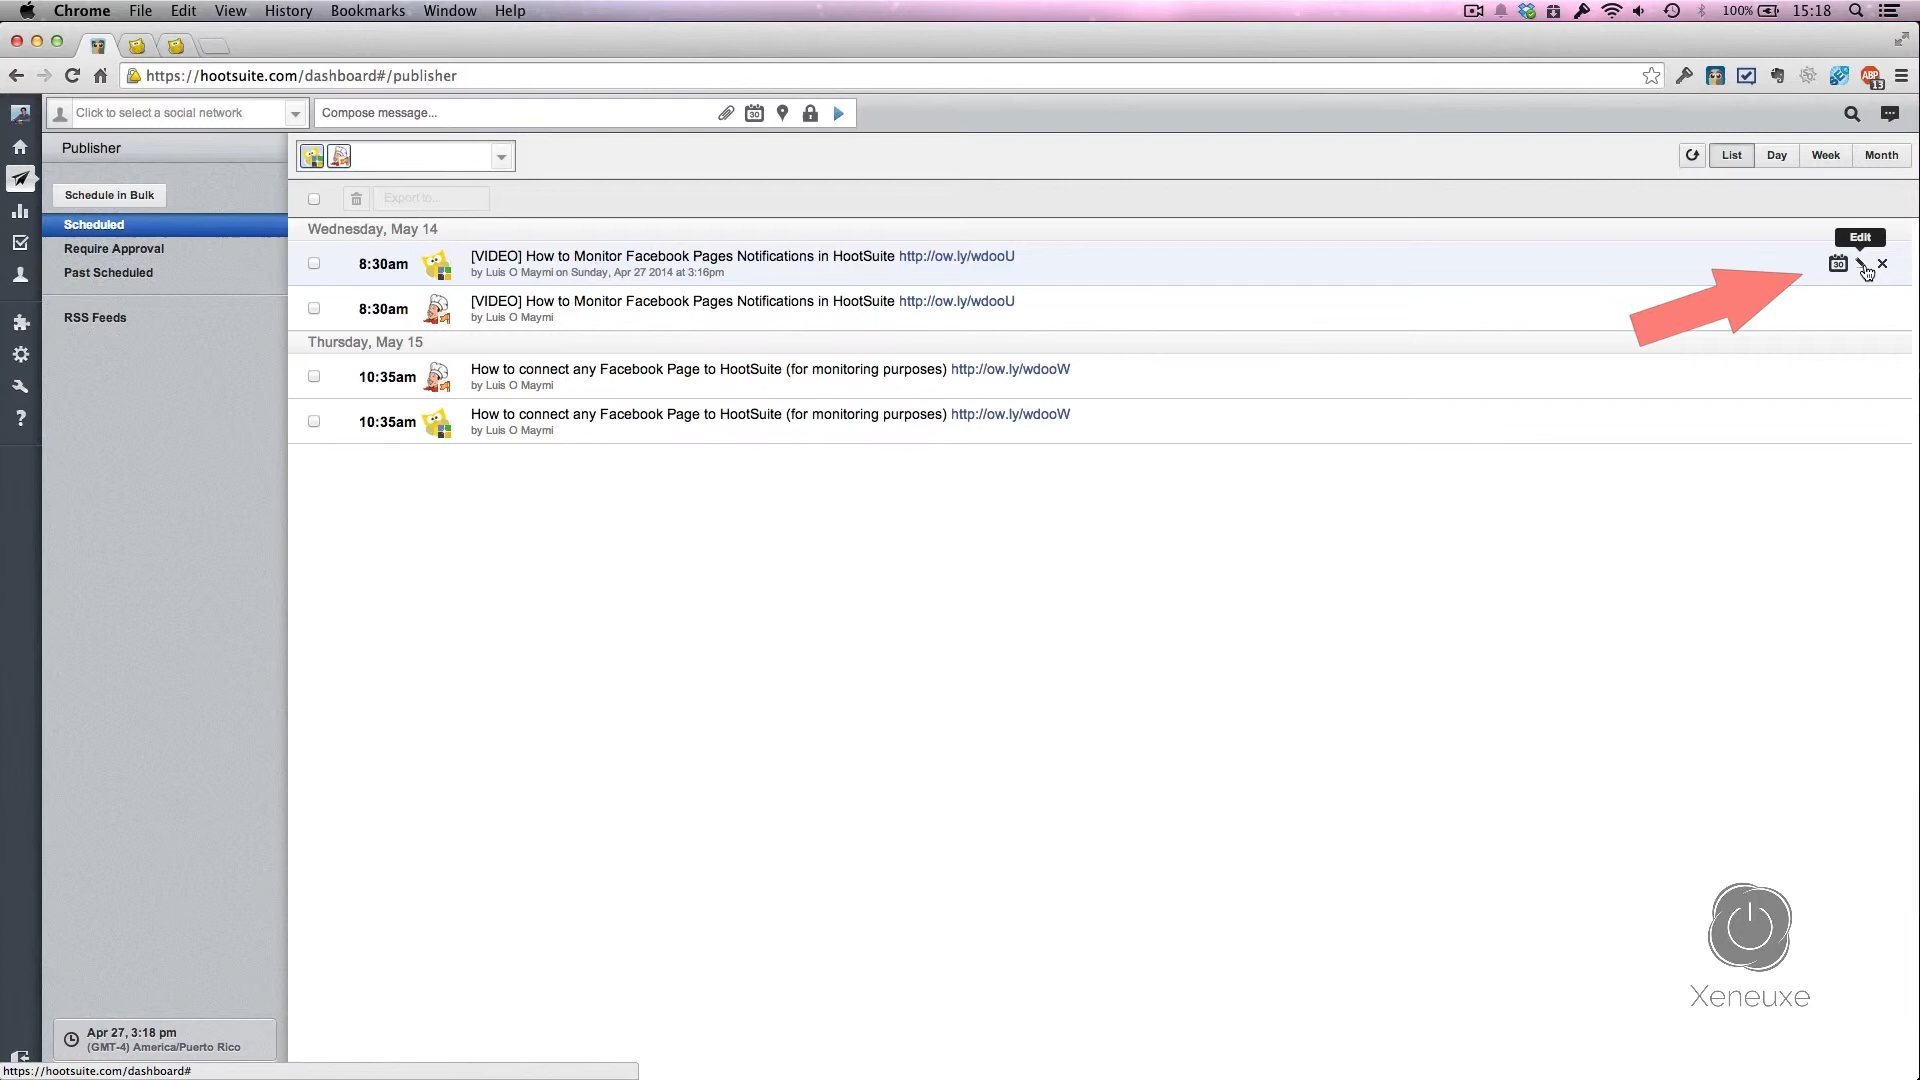 Chrome File Edit View History Bookmarks Window Help 100% 15:18
https://hootsuite.com/dashboard#/publisher
ABP
13
Click to select a social network Compose message... 30
Publisher
List Day Week Month
Schedule in Bulk
Export to...
Scheduled
Require Approval
Past Scheduled
RSS Feeds
Wednesday, May 14
Edit
8:30am [VIDEO] How to Monitor Facebook Pages Notifications in HootSuite http://ow.ly/wdooU
by Luis O Maymi on Sunday, Apr 27 2014 at 3:16pm
30
8:30am [VIDEO] How to Monitor Facebook Pages Notifications in HootSuite http://ow.ly/wdooU
by Luis O Maymi
Thursday, May 15
10:35am How to connect any Facebook Page to HootSuite (for monitoring purposes) http://ow.ly/wdooW
by Luis O Maymi
10:35am How to connect any Facebook Page to HootSuite (for monitoring purposes) http://ow.ly/wdooW
by Luis O Maymi
Xeneuxe
Apr 27, 3:18 pm
(GMT-4) America/Puerto Rico
https://hootsuite.com/dashboard#